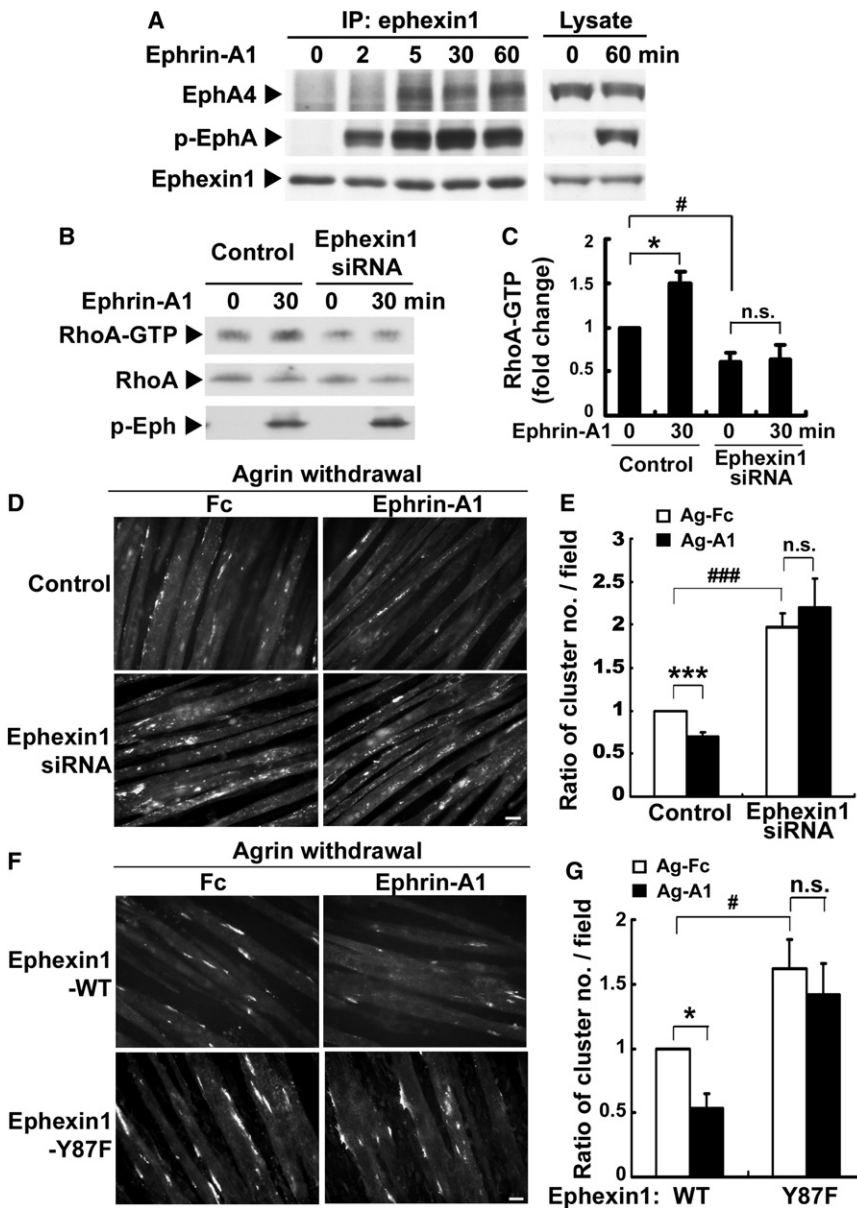 A
IP: ephexin1
Lysate
Ephrin-A1 0 2 5 30 60 0 60 min
EphA4
p-EphA
Ephexin1
B
Control
Ephexin1
siRNA
Ephrin-A1 0 30 0 30 min
RhoA-GTP
RhoA
p-Eph
C
RhoA-GTP
(fold change)
2
1.5
1
0.5
0
#
*
n.s.
Ephrin-A1 0 30 0 30 min
Control
Ephexin1
siRNA
D
Agrin withdrawal
Fc
Ephrin-A1
Control
Ephexin1
siRNA
E
Ag-Fc
Ag-A1
Ratio of cluster no. / field
3
2.5
2
1.5
1
0.5
0
###
***
n.s.
Control
Ephexin1
siRNA
F
Agrin withdrawal
Fc
Ephrin-A1
Ephexin1
-WT
Ephexin1
-Y87F
G
Ag-Fc
Ag-A1
Ratio of cluster no. / field
2
1.5
1
0.5
0
#
*
n.s.
Ephexin1: WT Y87F